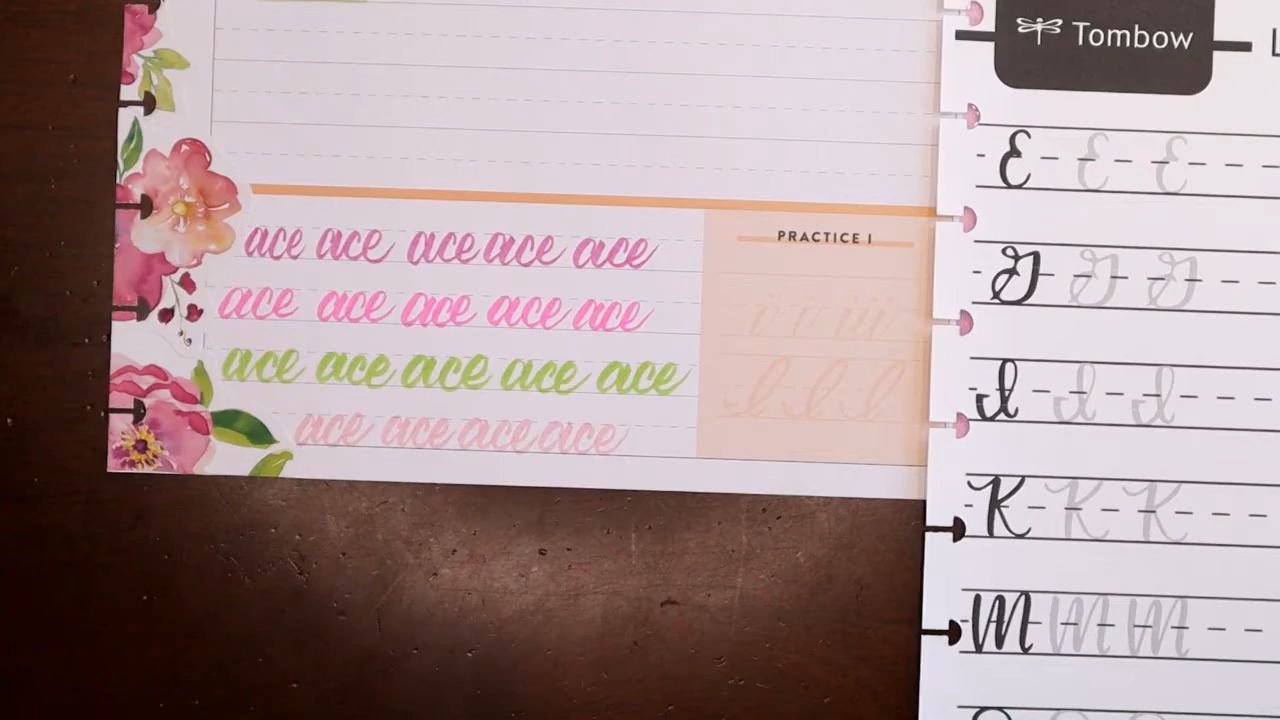 ace ace ace ace ace
ace ace ace ace ace
ace ace ace ace ace
ace ace ace ace
PRACTICE I
i i iii
l l l
Tombow
L
E E E
G G G
I I I
K K K
M M M